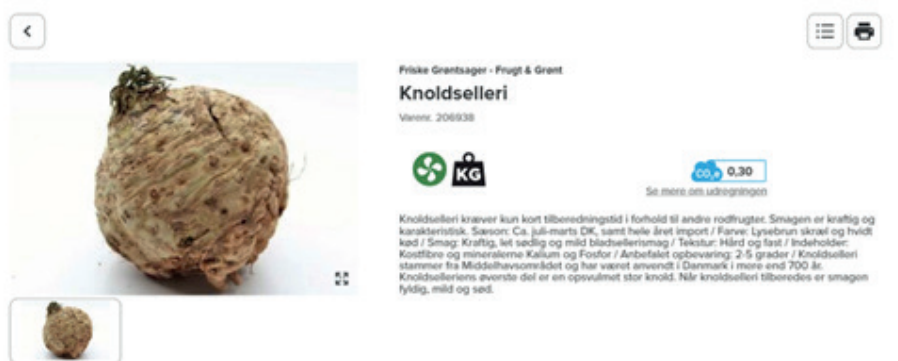 Friske Grøntsager - Frugt & Grønt
Knoldselleri
Varenr. 206938
KG
CO₂e 0,30
Se mere om udregningen
Knoldselleri kræver kun kort tilberedningstid i forhold til andre rodfrugter. Smagen er kraftig og
karakteristisk. Sæson: Ca. juli-marts DK, samt hele året import / Farve: Lysebrun skræl og hvidt
kød / Smag: Kraftig, let sødlig og mild bladsellerismag / Tekstur: Hård og fast / Indeholder:
Kostfibre og mineralerne Kalium og Fosfor / Anbefalet opbevaring: 2-5 grader / Knoldselleri
stammer fra Middelhavsområdet og har været anvendt i Danmark i mere end 700 år.
Knoldselleriens øverste del er en opsvulmet stor knold. Når knoldselleri tilberedes er smagen
fyldig, mild og sød.